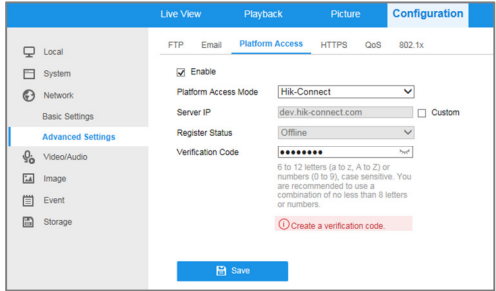 Live View Playback Picture Configuration
Local
System
Network
Basic Settings
Advanced Settings
Video/Audio
Image
Event
Storage
FTP Email Platform Access HTTPS QoS 802.1x
Enable
Platform Access Mode Hik-Connect
Server IP dev.hik-connect.com Custom
Register Status Offline
Verification Code ●●●●●●●●
6 to 12 letters (a to z, A to Z) or
numbers (0 to 9), case sensitive. You
are recommended to use a
combination of no less than 8 letters
or numbers.
Create a verification code.
Save